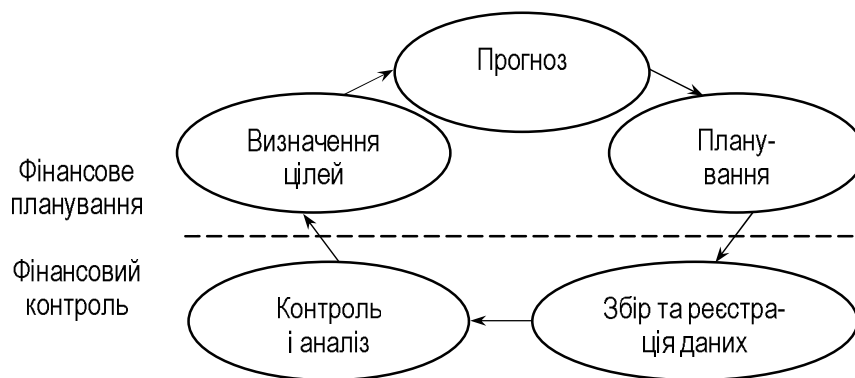 Прогноз
Визначення
цілей
Плану-
вання
Фінансове
планування
Фінансовий
контроль
Контроль
і аналіз
Збір та реєстра-
ція даних